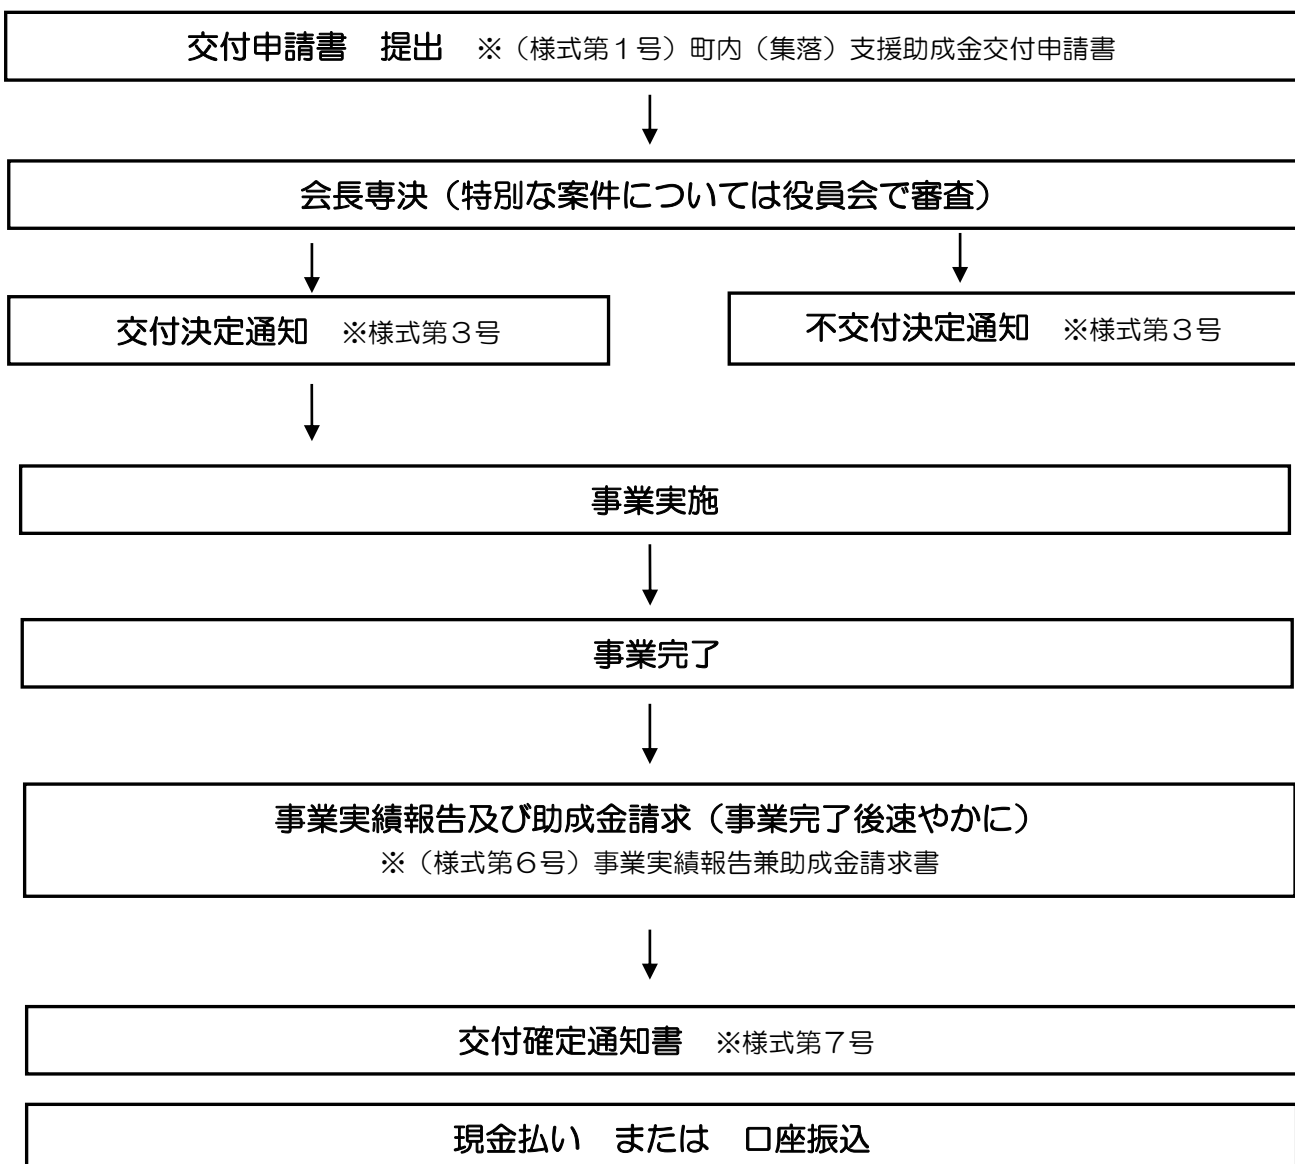 交付申請書　提出　※（様式第１号）町内（集落）支援助成金交付申請書
会長専決（特別な案件については役員会で審査）
交付決定通知　※様式第３号
不交付決定通知　※様式第３号
事業実施
事業完了
事業実績報告及び助成金請求（事業完了後速やかに）
※（様式第６号）事業実績報告兼助成金請求書
交付確定通知書　※様式第７号
現金払い　または　口座振込